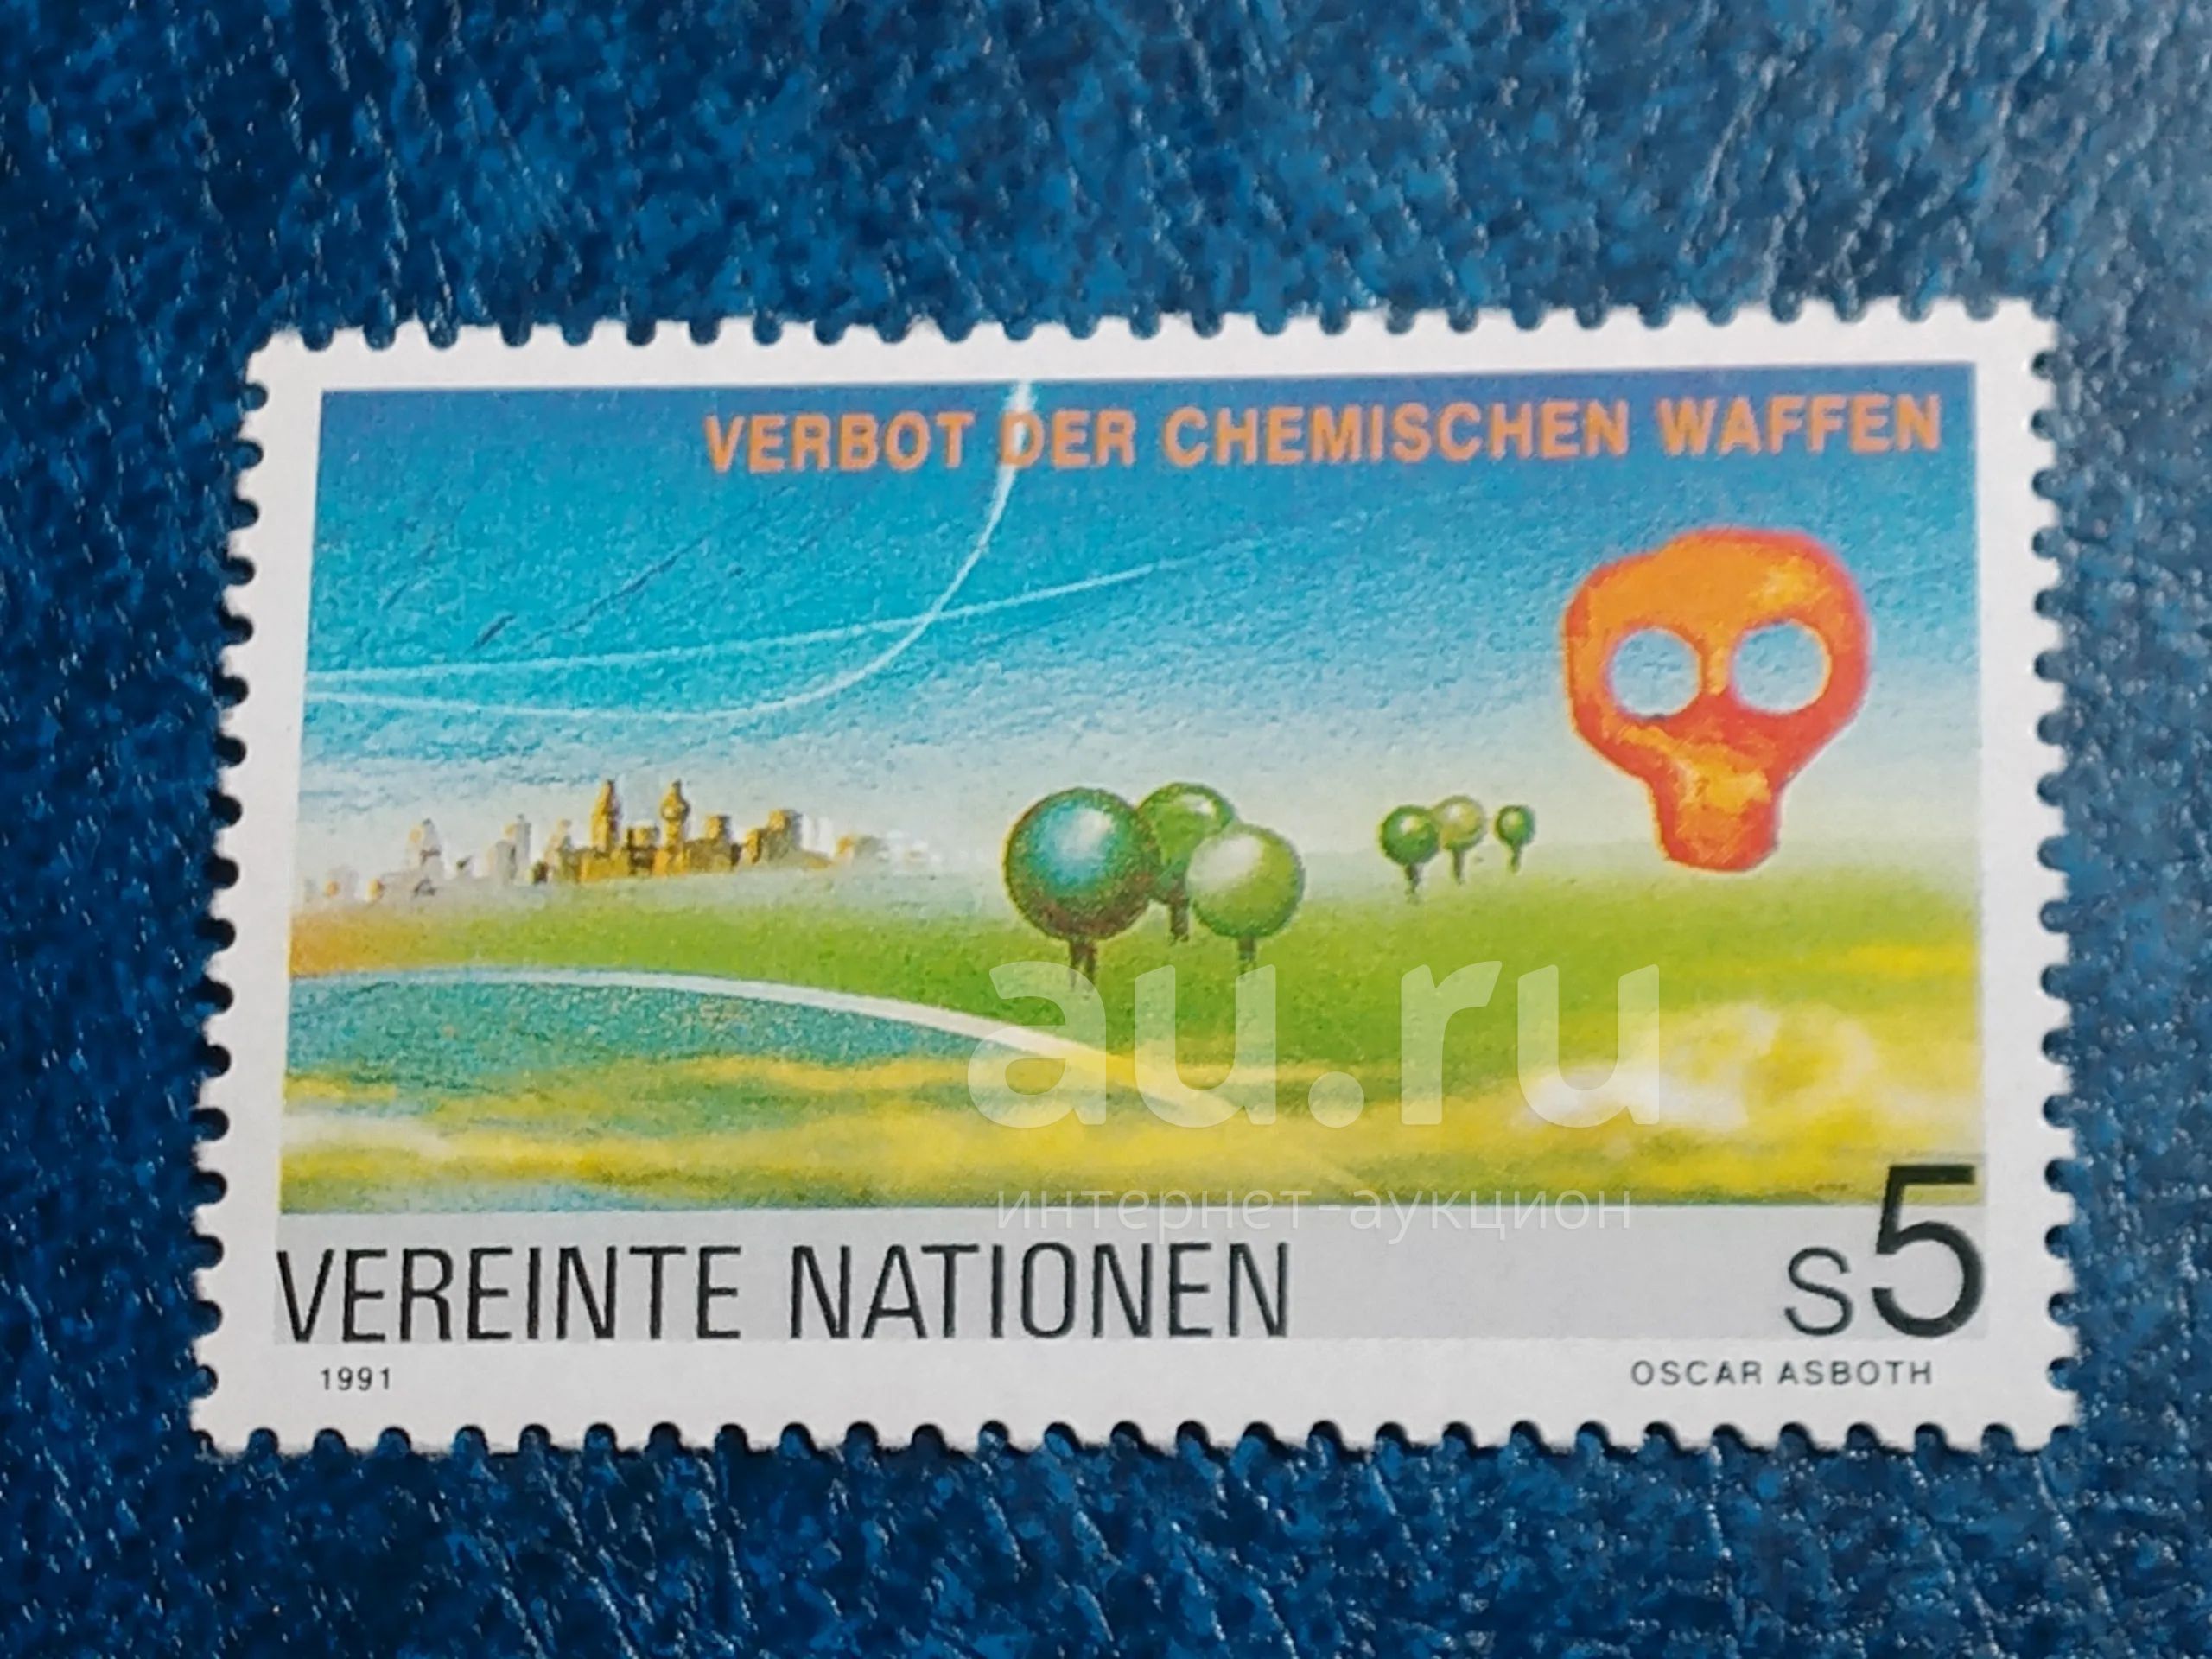 VERBOT DER CHEMISCHEN WAFFEN
au.ru
интернет-аукцион
VEREINTE NATIONEN
S5
1991
OSCAR ASBOTH